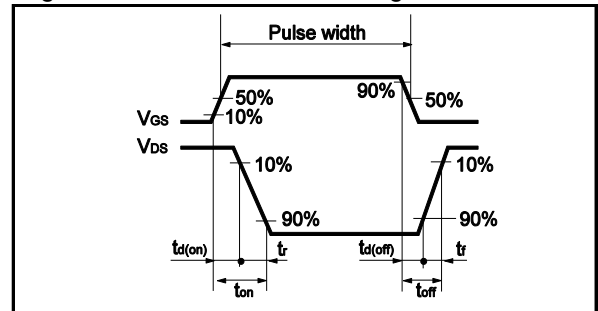 Pulse width
90%
50%
50%
10%
VGS
VDS
10%
10%
90%
90%
td(on)
tr
td(off)
tf
ton
toff